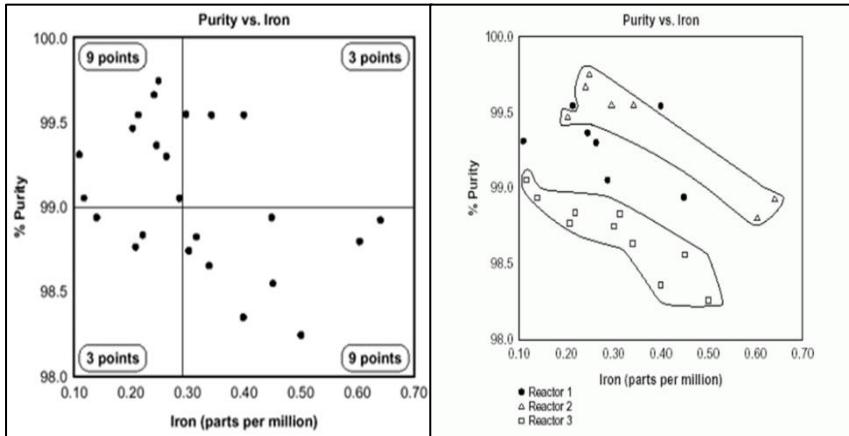 Purity vs. Iron
100.0
9 points
3 points
99.5
99.0
98.5
98.0
% Purity
3 points
9 points
0.10 0.20 0.30 0.40 0.50 0.60 0.70
Iron (parts per million)
Purity vs. Iron
100.0
99.5
99.0
98.5
98.0
% Purity
0.10 0.20 0.30 0.40 0.50 0.60 0.70
Iron (parts per million)
Reactor 1
Reactor 2
Reactor 3